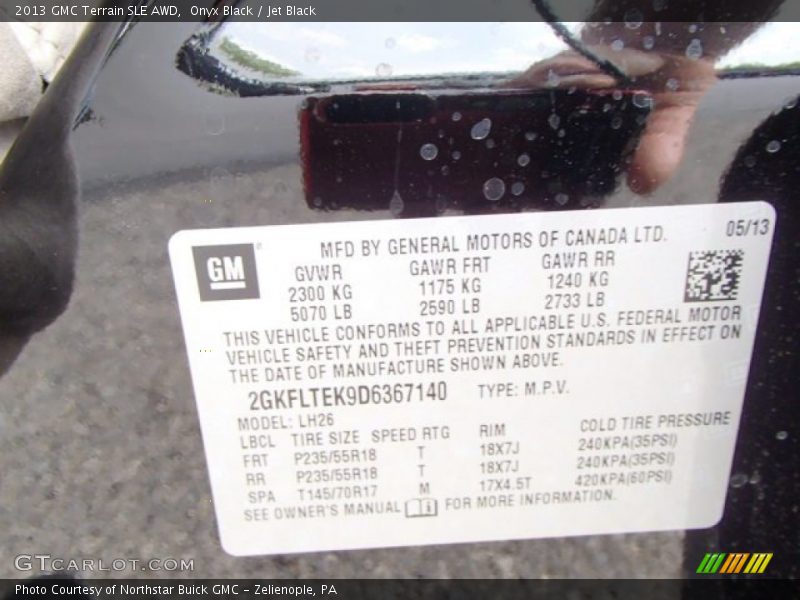 2013 GMC Terrain SLE AWD, Onyx Black / Jet Black
GM
MFD BY GENERAL MOTORS OF CANADA LTD. 05/13
GVWR GAWR FRT GAWR RR
2300 KG 1175 KG 1240 KG
5070 LB 2590 LB 2733 LB
THIS VEHICLE CONFORMS TO ALL APPLICABLE U.S. FEDERAL MOTOR
VEHICLE SAFETY AND THEFT PREVENTION STANDARDS IN EFFECT ON
THE DATE OF MANUFACTURE SHOWN ABOVE.
2GKFLTEK9D6367140 TYPE: M.P.V.
MODEL: LH26
LBCL TIRE SIZE SPEED RTG RIM COLD TIRE PRESSURE
FRT P235/55R18 T 18X7J 240KPA(35PSI)
RR P235/55R18 T 18X7J 240KPA(35PSI)
SPA T145/70R17 M 17X4.5T 420KPA(60PSI)
SEE OWNER'S MANUAL FOR MORE INFORMATION.
GTCARLOT.COM
Photo Courtesy of Northstar Buick GMC - Zelienople, PA